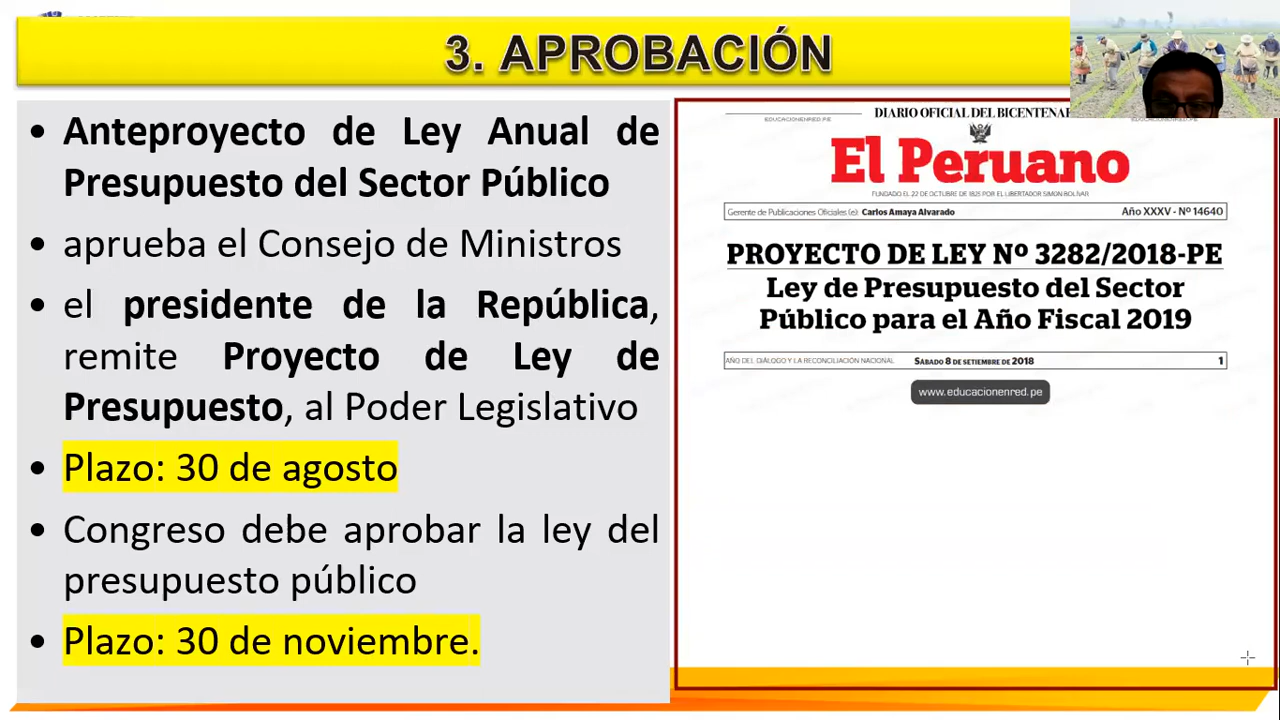 3. APROBACIÓN
• Anteproyecto de Ley Anual de
Presupuesto del Sector Público
• aprueba el Consejo de Ministros
• el presidente de la República,
remite Proyecto de Ley de
Presupuesto, al Poder Legislativo
• Plazo: 30 de agosto
• Congreso debe aprobar la ley del
presupuesto público
• Plazo: 30 de noviembre.
DIARIO OFICIAL DEL BICENTENAR
EDUCACIONENRED.PE
EDUCACIONENRED.PE
El Peruano
FUNDADO EL 22 DE OCTUBRE DE 1825 POR EL LIBERTADOR SIMÓN BOLÍVAR
Gerente de Publicaciones Oficiales (e): Carlos Amaya Alvarado Año XXXV - Nº 14640
PROYECTO DE LEY Nº 3282/2018-PE
Ley de Presupuesto del Sector
Público para el Año Fiscal 2019
AÑO DEL DIÁLOGO Y LA RECONCILIACIÓN NACIONAL SÁBADO 8 DE SETIEMBRE DE 2018 1
www.educacionenred.pe